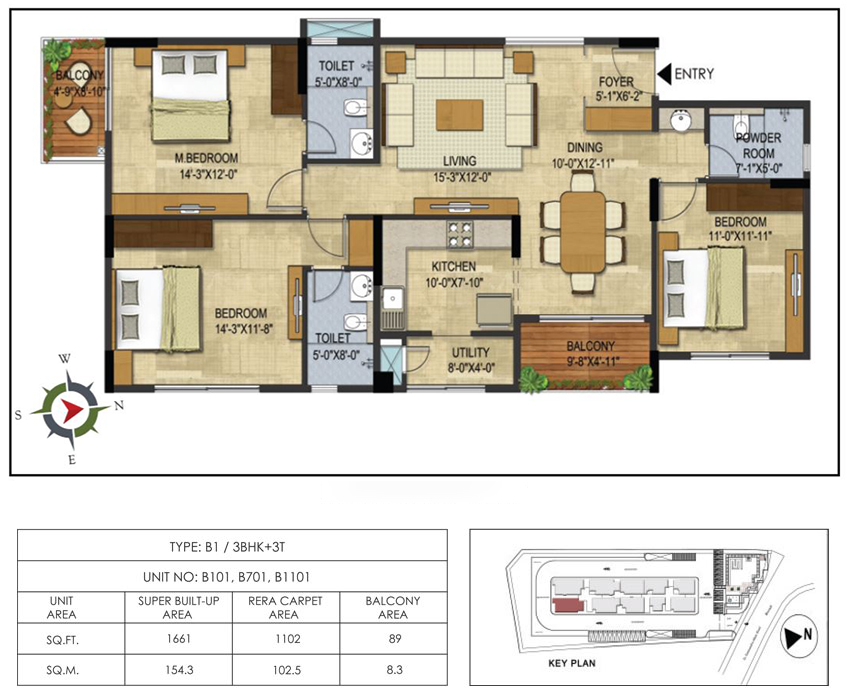 BALCONY
4'-9"X8'-10"
M.BEDROOM
14'-3"X12'-0"
TOILET
5'-0"X8'-0"
LIVING
15'-3"X12'-0"
FOYER
5'-1"X6'-2"
ENTRY
DINING
10'-0"X12'-11"
POWDER
ROOM
7'-1"X5'-0"
BEDROOM
11'-0"X11'-11"
KITCHEN
10'-0"X7'-10"
BEDROOM
14'-3"X11'-8"
TOILET
5'-0"X8'-0"
UTILITY
8'-0"X4'-0"
BALCONY
9'-8"X4'-11"
W
S
N
E
TYPE: B1 / 3BHK+3T
UNIT NO: B101, B701, B1101
UNIT AREA
SUPER BUILT-UP AREA
RERA CARPET AREA
BALCONY AREA
SQ.FT. 1661 1102 89
SQ.M. 154.3 102.5 8.3
N
KEY PLAN